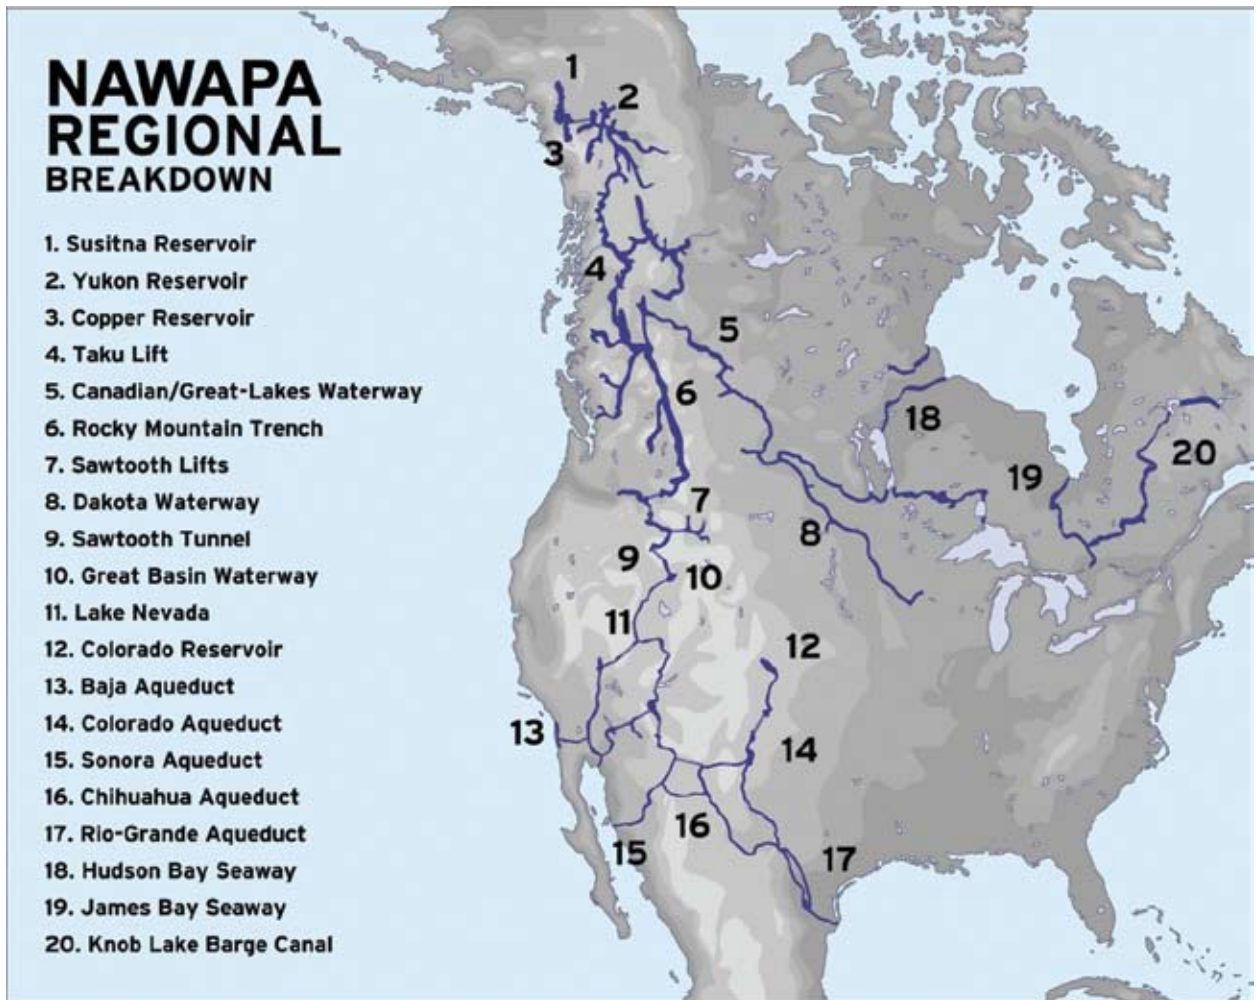 NAWAPA
REGIONAL
BREAKDOWN
1. Susitna Reservoir
2. Yukon Reservoir
3. Copper Reservoir
4. Taku Lift
5. Canadian/Great-Lakes Waterway
6. Rocky Mountain Trench
7. Sawtooth Lifts
8. Dakota Waterway
9. Sawtooth Tunnel
10. Great Basin Waterway
11. Lake Nevada
12. Colorado Reservoir
13. Baja Aqueduct
14. Colorado Aqueduct
15. Sonora Aqueduct
16. Chihuahua Aqueduct
17. Rio-Grande Aqueduct
18. Hudson Bay Seaway
19. James Bay Seaway
20. Knob Lake Barge Canal
1
2
3
4
5
6
18
20
19
7
8
9
10
11
12
13
14
16
15
17